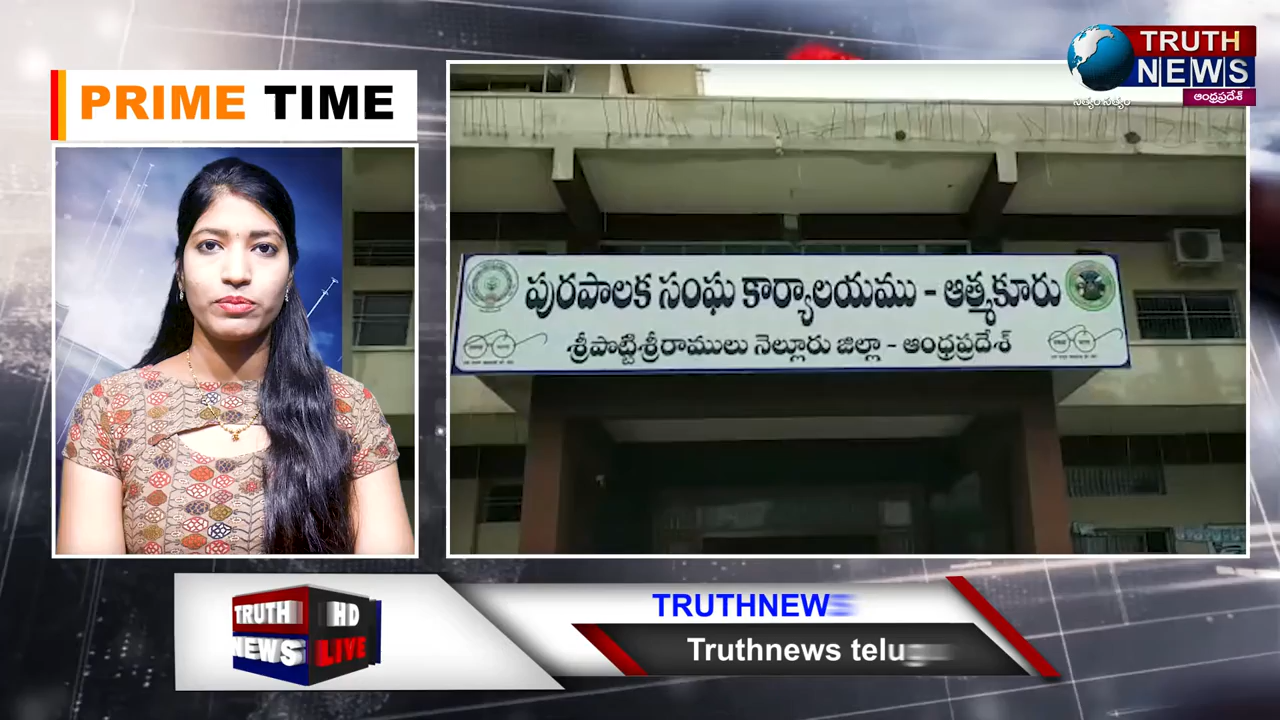 PRIME TIME
TRUTH
NEWS
ఆంధ్రప్రదేశ్
పురపాలక సంఘ కార్యాలయము - ఆత్మకూరు
శ్రీపొట్టిశ్రీరాములు నెల్లూరు జిల్లా - ఆంధ్రప్రదేశ్
TRUTH HD
NEWS LIVE
TRUTHNEWS
Truthnews telu